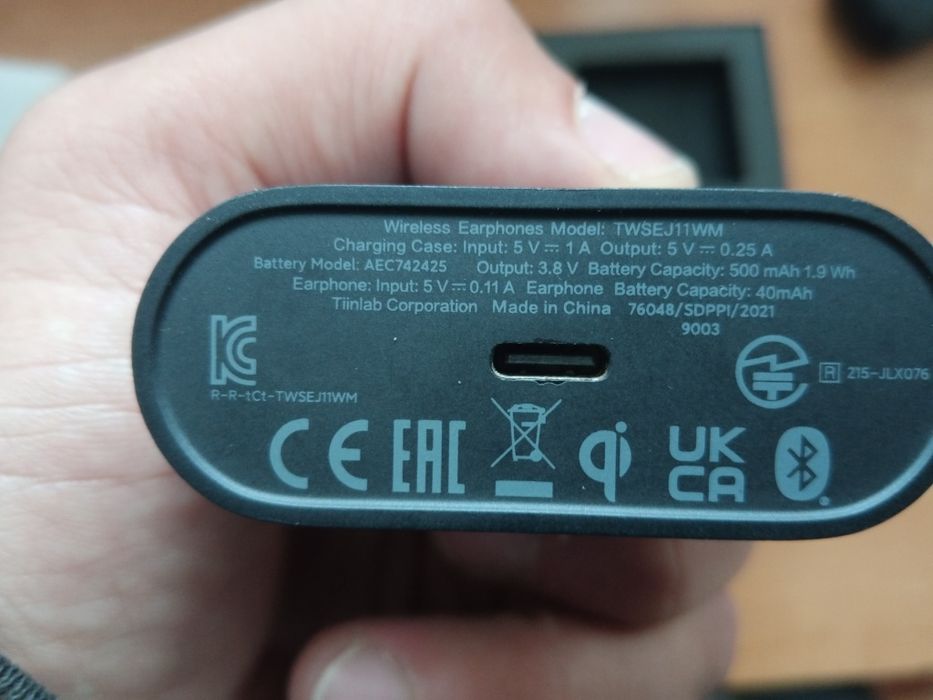 Wireless Earphones Model: TWSEJ11WM
Charging Case: Input: 5 V⎓1 A Output: 5 V⎓0.25 A
Battery Model: AEC742425 Output: 3.8 V Battery Capacity: 500 mAh 1.9 Wh
Earphone: Input: 5 V⎓0.11 A Earphone Battery Capacity: 40mAh
Tiinlab Corporation Made in China 76048/SDPPI/2021
9003
R 215-JLX076
R-R-tCt-TWSEJ11WM
CE EAC qi UK CA